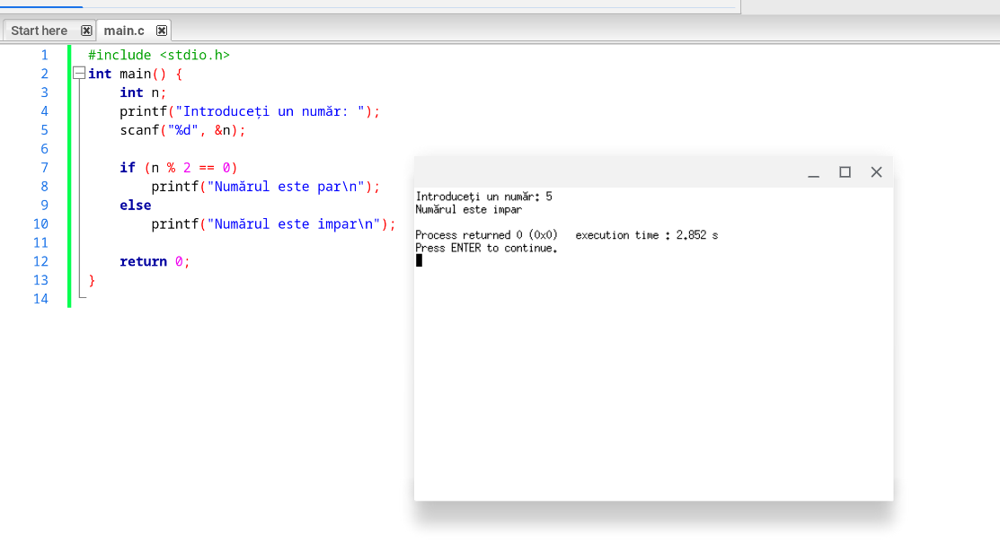 Start here
main.c
1 #include <stdio.h>
2 int main() {
3 int n;
4 printf("Introduceți un număr: ");
5 scanf("%d", &n);
6
7 if (n % 2 == 0)
8 printf("Numărul este par\n");
9 else
10 printf("Numărul este impar\n");
11
12 return 0;
13 }
14
Introduceți un număr: 5
Numărul este impar
Process returned 0 (0x0) execution time : 2.852 s
Press ENTER to continue.